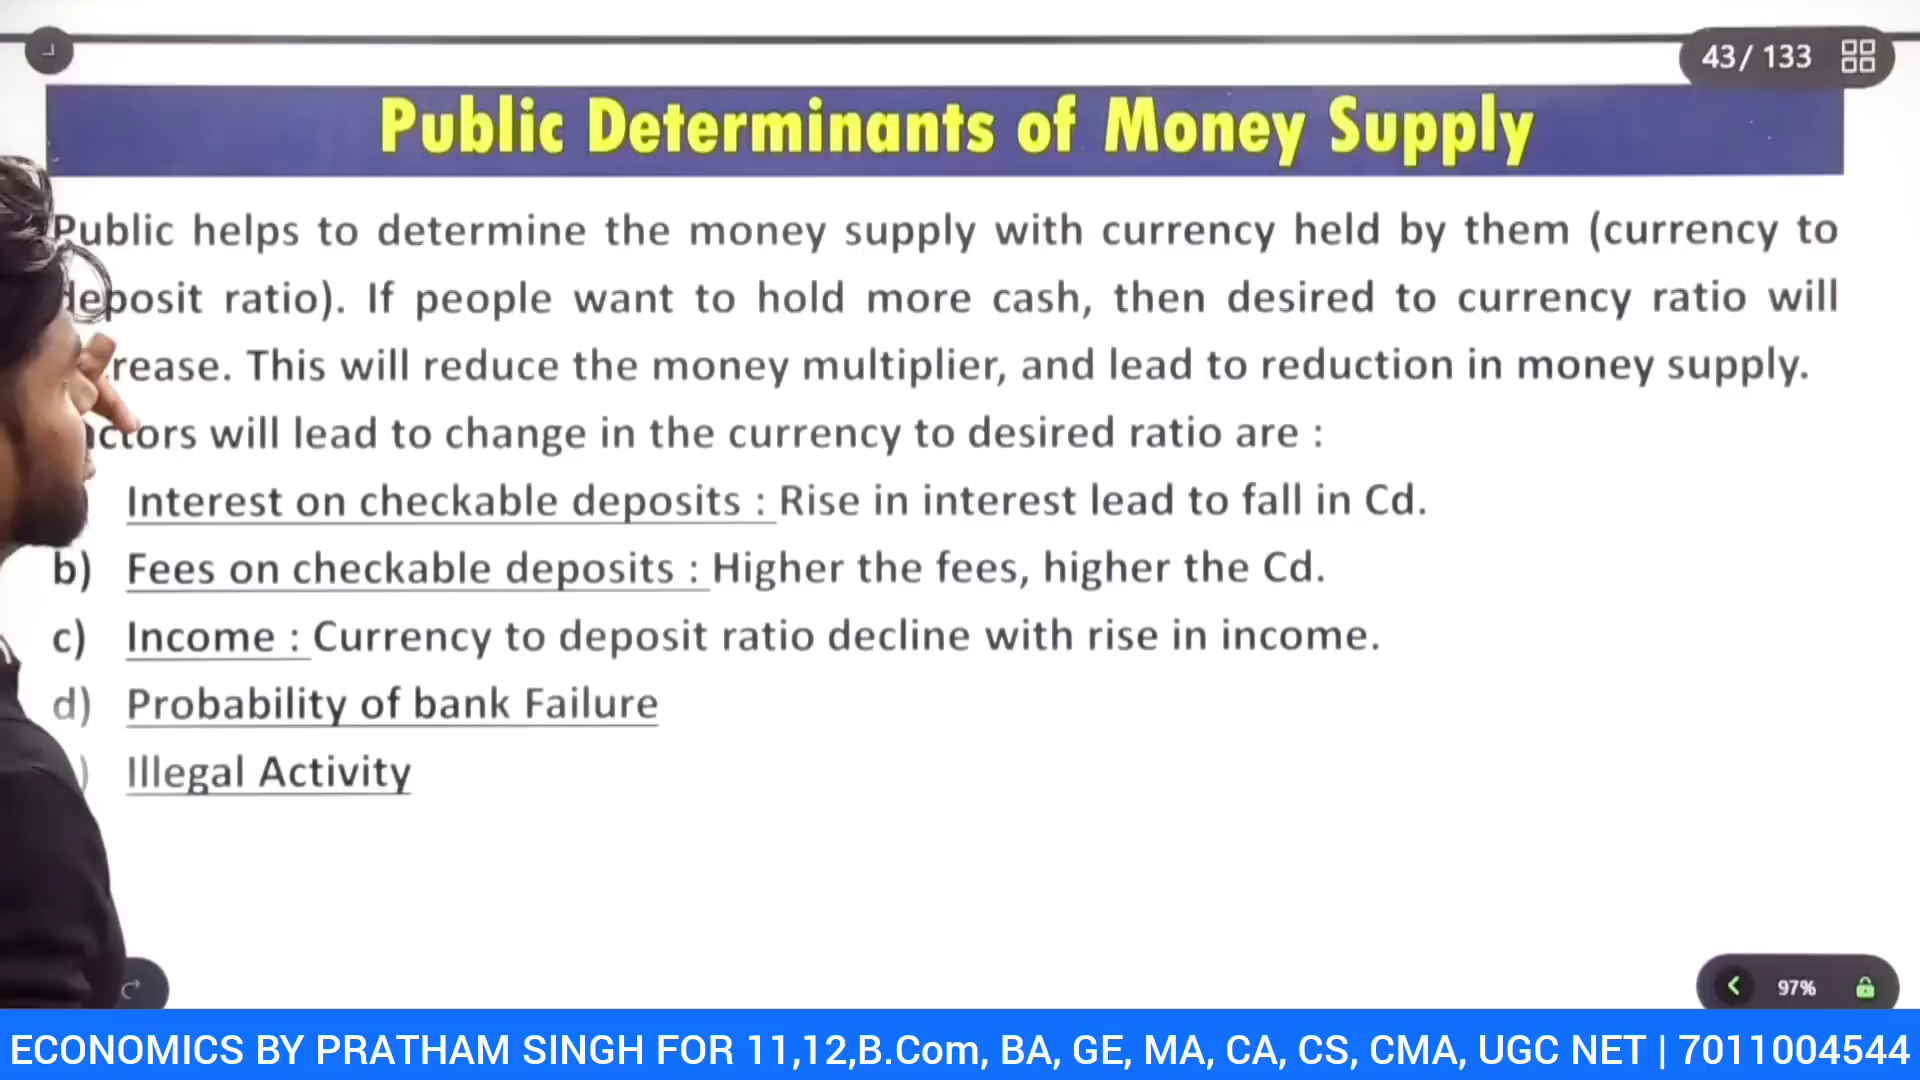 43/ 133
Public Determinants of Money Supply
Public helps to determine the money supply with currency held by them (currency to
deposit ratio). If people want to hold more cash, then desired to currency ratio will
rease. This will reduce the money multiplier, and lead to reduction in money supply.
ctors will lead to change in the currency to desired ratio are :
Interest on checkable deposits : Rise in interest lead to fall in Cd.
b) Fees on checkable deposits : Higher the fees, higher the Cd.
c) Income : Currency to deposit ratio decline with rise in income.
d) Probability of bank Failure
) Illegal Activity
97%
ECONOMICS BY PRATHAM SINGH FOR 11,12,B.Com, BA, GE, MA, CA, CS, CMA, UGC NET | 7011004544